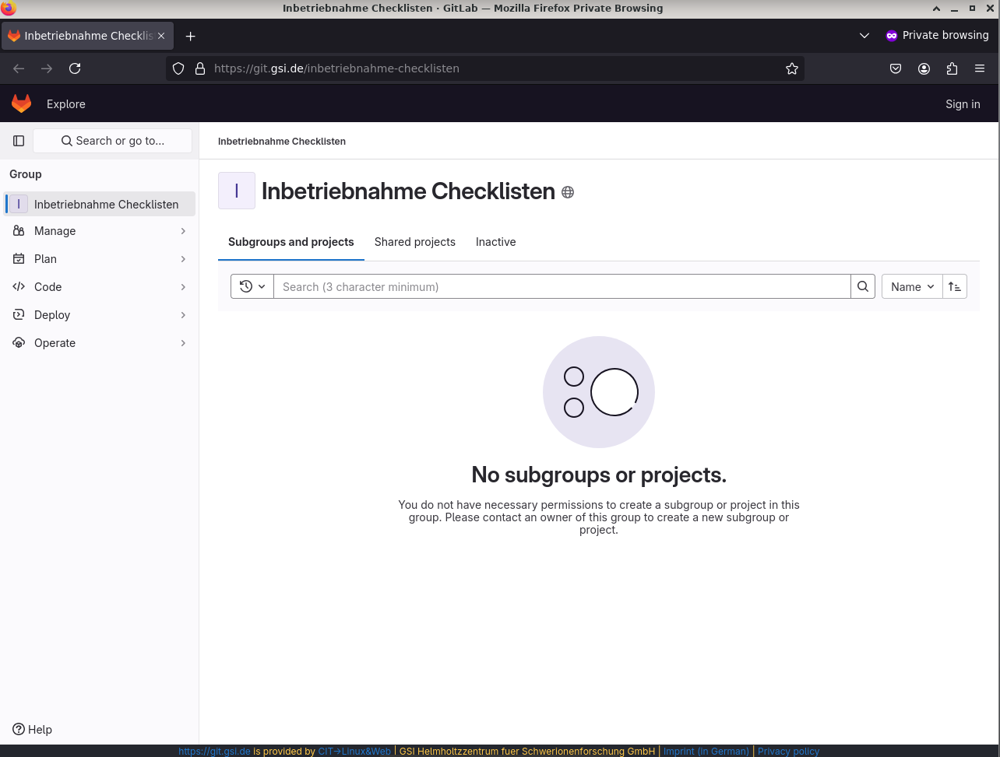 Inbetriebnahme Checklisten · GitLab — Mozilla Firefox Private Browsing
Inbetriebnahme Checklis
Private browsing
https://git.gsi.de/inbetriebnahme-checklisten
Explore
Sign in
Search or go to...
Inbetriebnahme Checklisten
Group
I Inbetriebnahme Checklisten
Manage
Plan
Code
Deploy
Operate
I Inbetriebnahme Checklisten
Subgroups and projects Shared projects Inactive
Search (3 character minimum)
Name
No subgroups or projects.
You do not have necessary permissions to create a subgroup or project in this
group. Please contact an owner of this group to create a new subgroup or
project.
Help
https://git.gsi.de is provided by CIT→Linux&Web | GSI Helmholtzzentrum fuer Schwerionenforschung GmbH | Imprint (in German) | Privacy policy